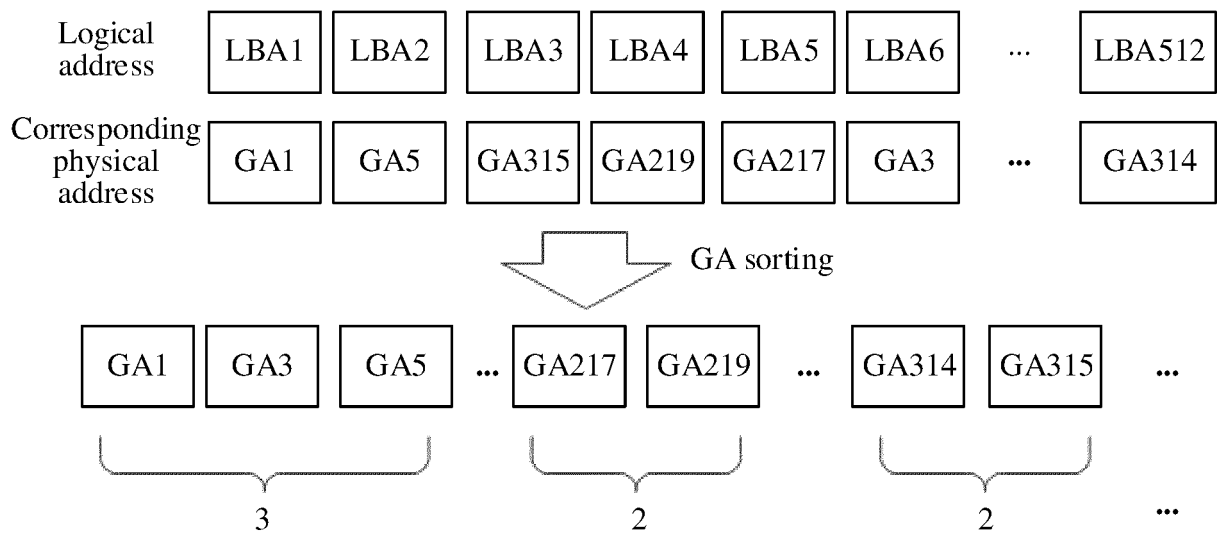 Logical
address
LBA1 LBA2 LBA3 LBA4 LBA5 LBA6 ... LBA512
Corresponding
physical
address
GA1 GA5 GA315 GA219 GA217 GA3 ... GA314
GA sorting
GA1 GA3 GA5 ... GA217 GA219 ... GA314 GA315 ...
3 2 2 ...